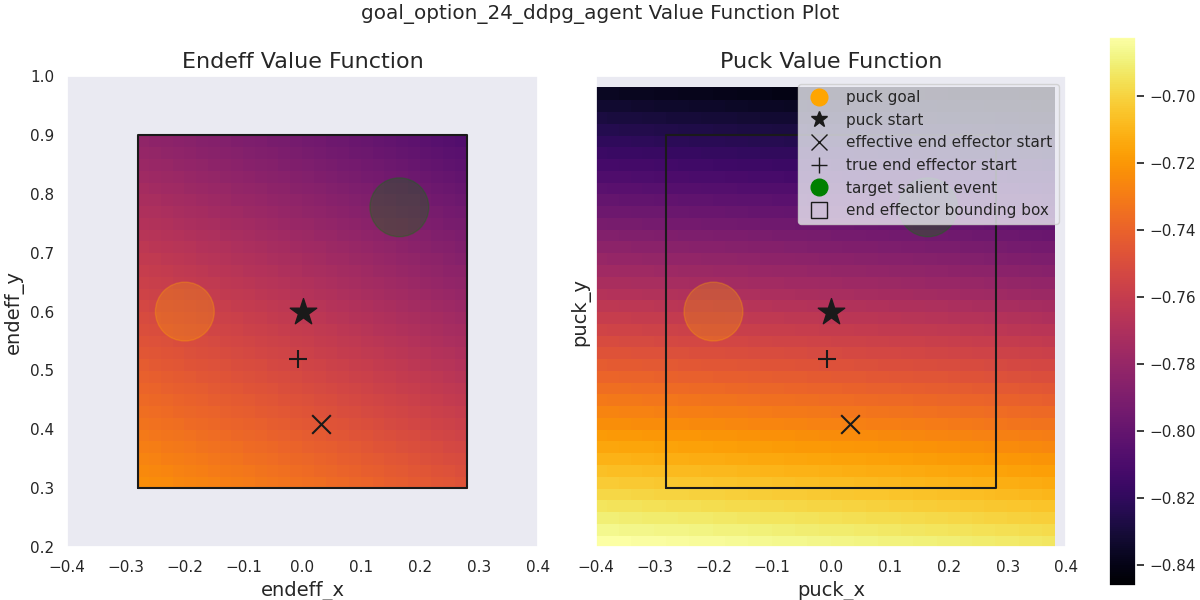 goal_option_24_ddpg_agent Value Function Plot
Endeff Value Function
1.0
0.9
0.8
0.7
0.6
0.5
0.4
0.3
0.2
endeff_y
−0.4 −0.3 −0.2 −0.1 0.0 0.1 0.2 0.3 0.4
endeff_x
Puck Value Function
puck goal
puck start
effective end effector start
true end effector start
target salient event
end effector bounding box
puck_y
−0.4 −0.3 −0.2 −0.1 0.0 0.1 0.2 0.3 0.4
puck_x
−0.70
−0.72
−0.74
−0.76
−0.78
−0.80
−0.82
−0.84